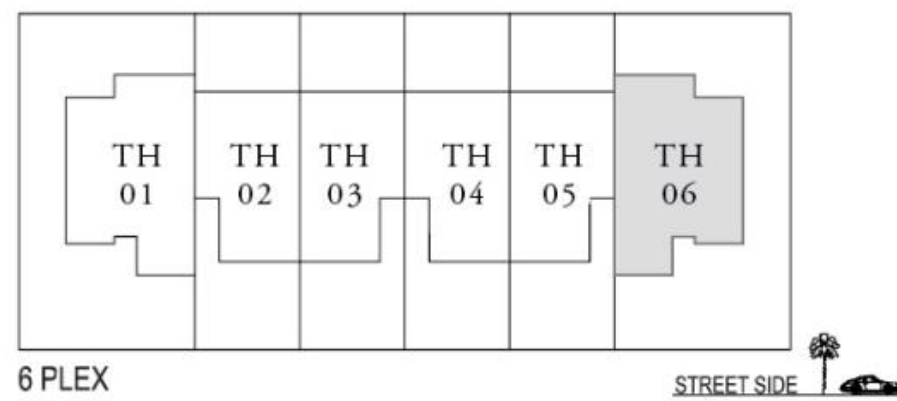 TH TH TH TH TH TH
01 02 03 04 05 06
6 PLEX
STREET SIDE